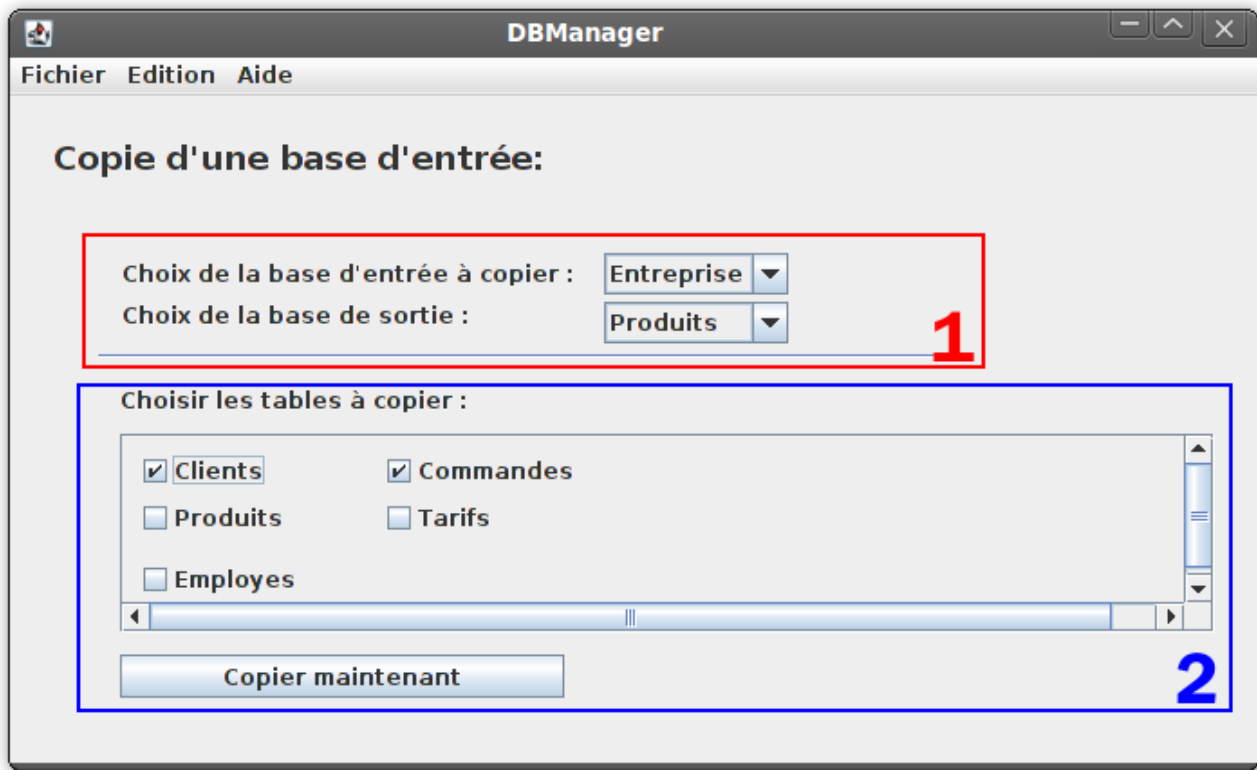 DBManager
Fichier Edition Aide
Copie d'une base d'entrée:
Choix de la base d'entrée à copier : Entreprise
Choix de la base de sortie : Produits
1
Choisir les tables à copier :
Clients Commandes
Produits Tarifs
Employes
Copier maintenant
2